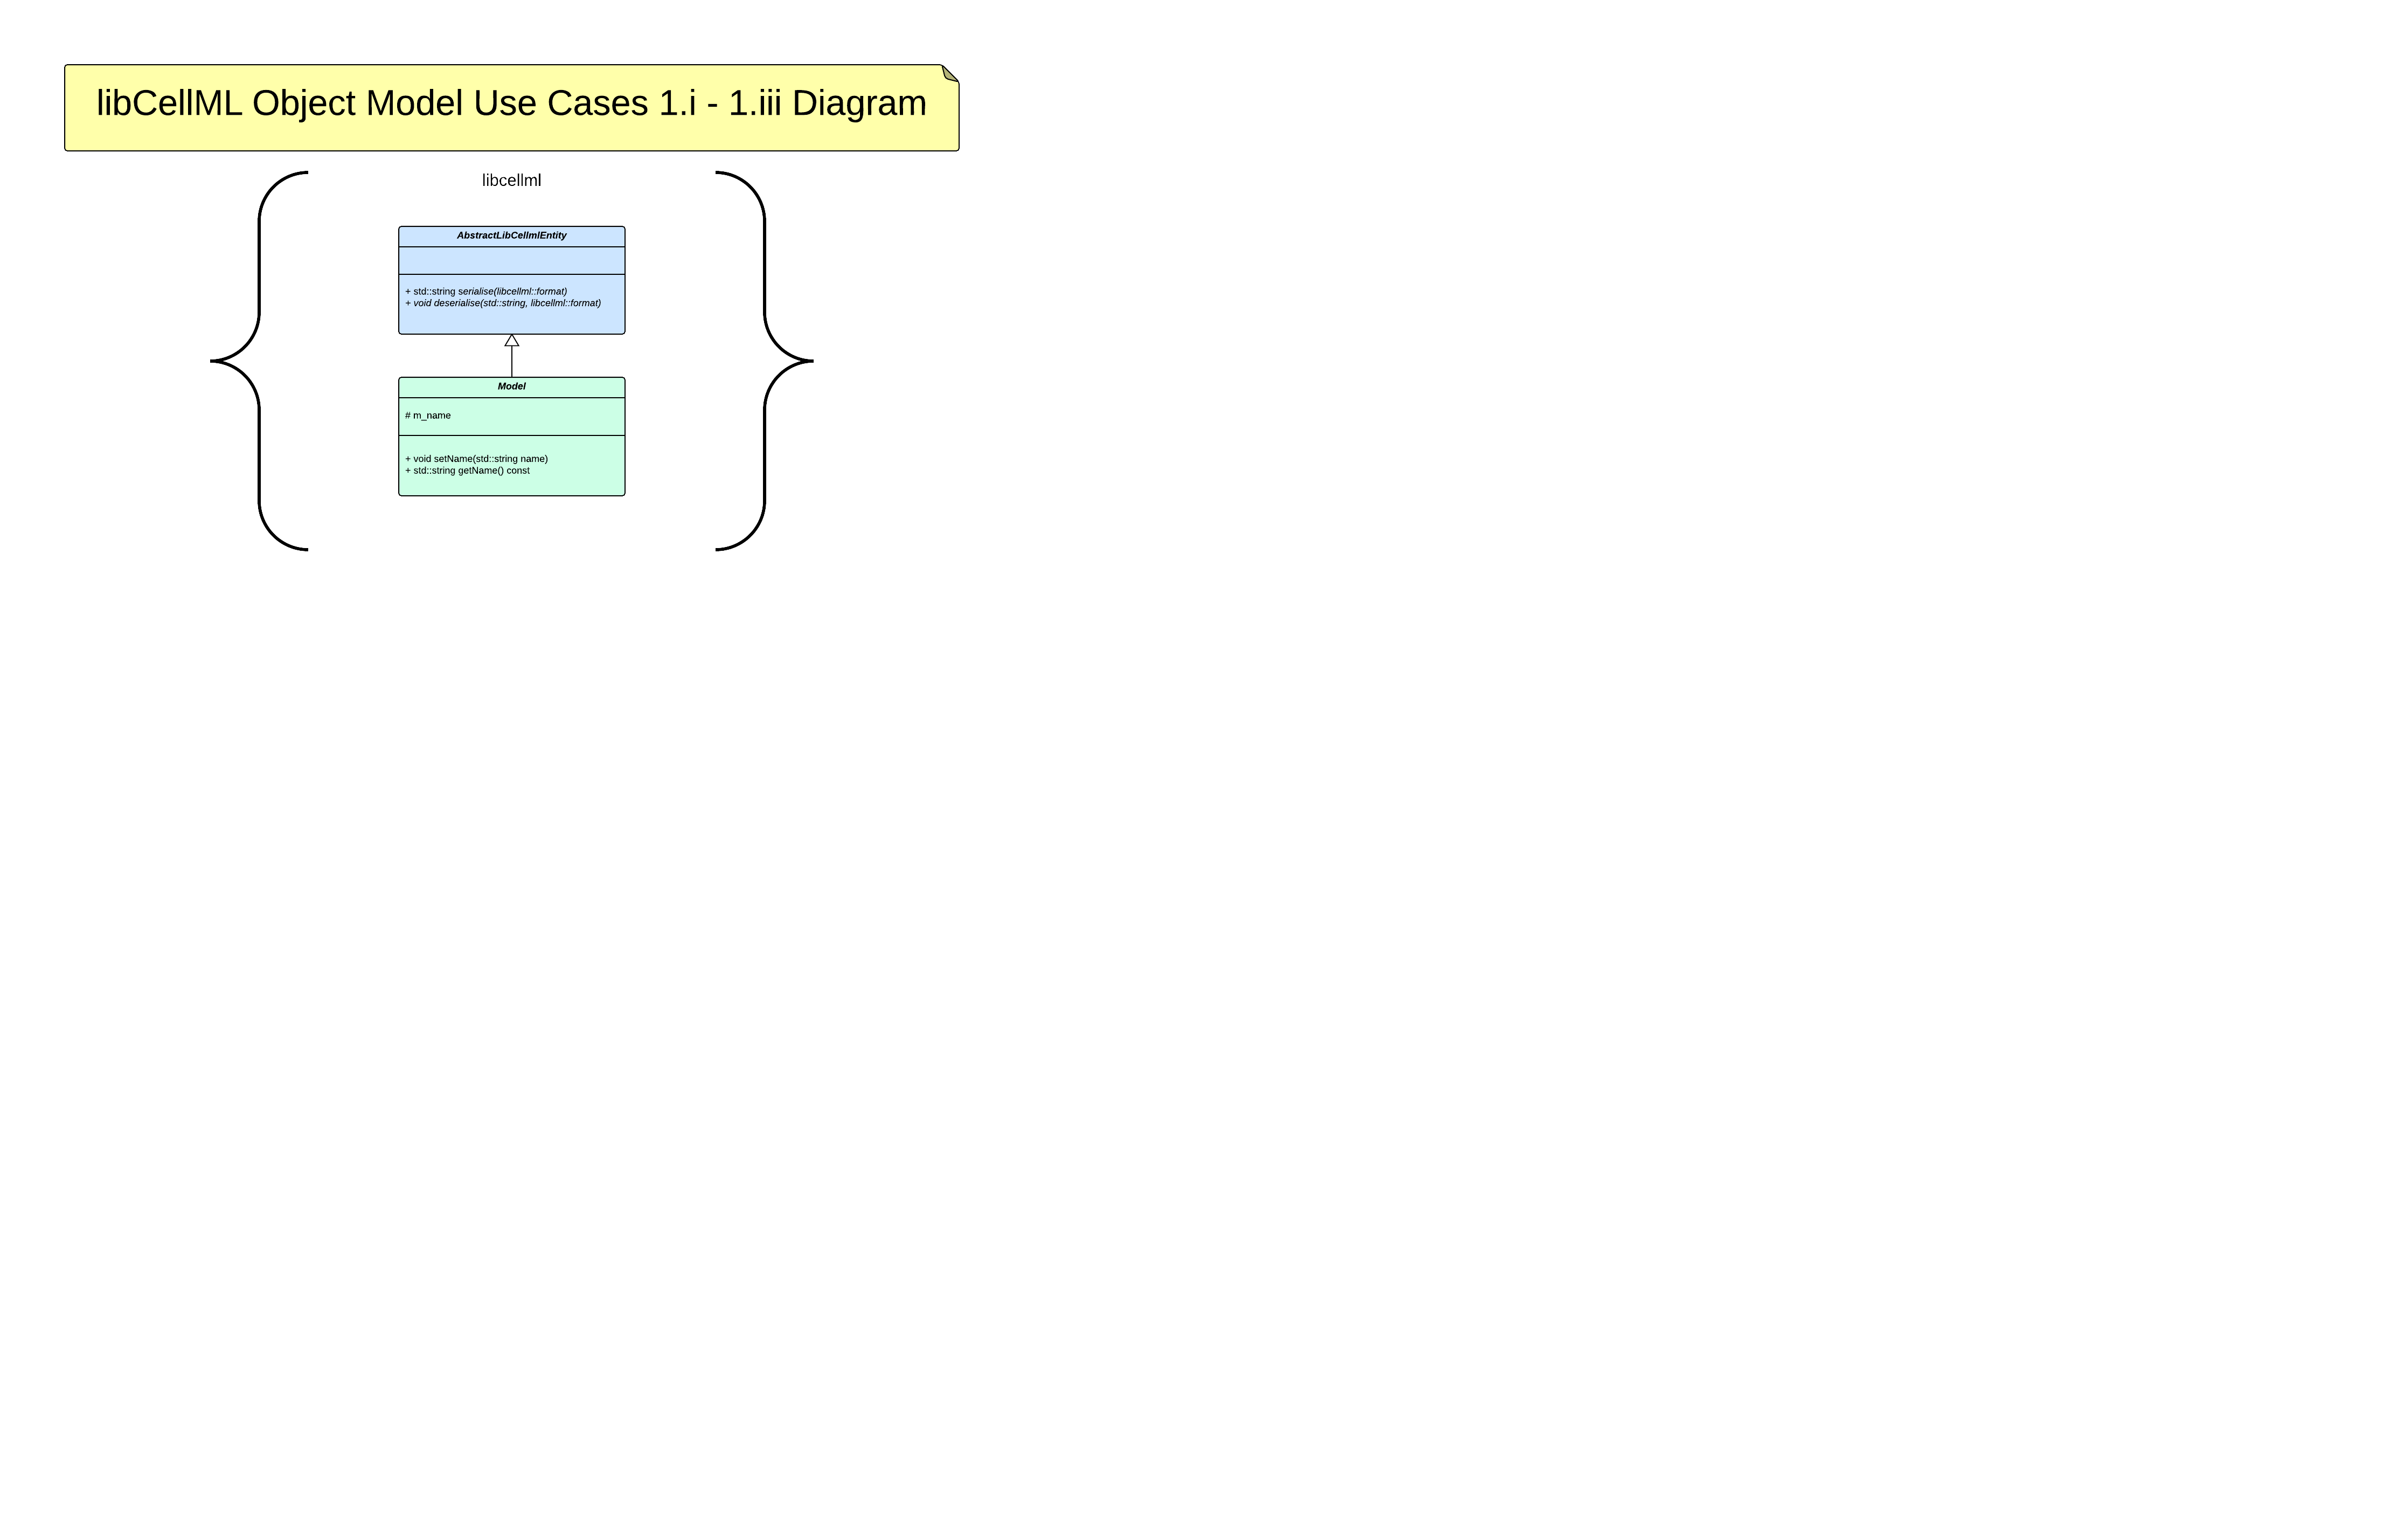 libCellML Object Model Use Cases 1.i - 1.iii Diagram
libcellml
AbstractLibCellmlEntity
+ std::string serialise(libcellml::format)
+ void deserialise(std::string, libcellml::format)
Model
# m_name
+ void setName(std::string name)
+ std::string getName() const